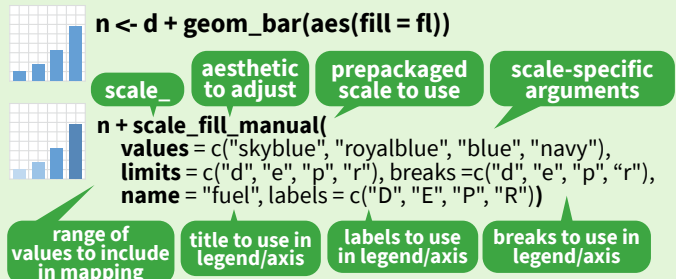 n <- d + geom_bar(aes(fill = fl))
scale_
aesthetic
to adjust
prepackaged
scale to use
scale-specific
arguments
n + scale_fill_manual(
values = c("skyblue", "royalblue", "blue", "navy"),
limits = c("d", "e", "p", "r"), breaks =c("d", "e", "p", “r"),
name = "fuel", labels = c("D", "E", "P", "R"))
range of
values to include
in mapping
title to use in
legend/axis
labels to use
in legend/axis
breaks to use in
legend/axis